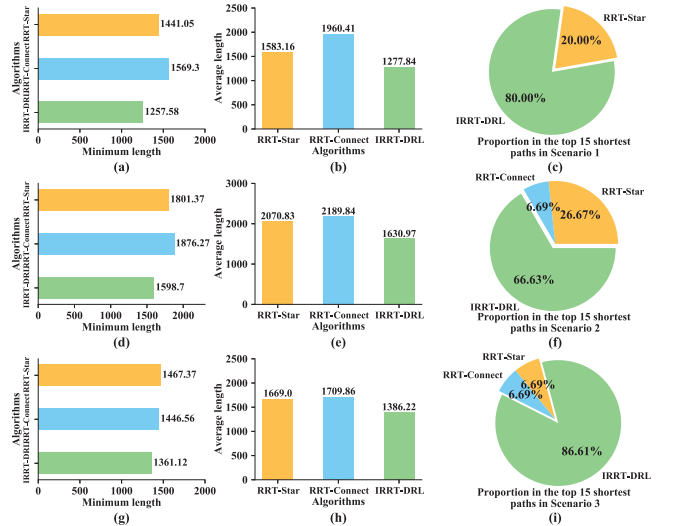 Algorithms
IRRT-DRL RRT-Connect RRT-Star
1441.05
1569.3
1257.58
0 500 1000 1500 2000
Minimum length
(a)
Average length
2500
2000
1500
1000
500
0
1583.16
1960.41
1277.84
RRT-Star RRT-Connect IRRT-DRL
Algorithms
(b)
RRT-Star
20.00%
80.00%
IRRT-DRL
Proportion in the top 15 shortest
paths in Scenario 1
(c)
Algorithms
IRRT-DRL RRT-Connect RRT-Star
1801.37
1876.27
1598.7
0 500 1000 1500 2000
Minimum length
(d)
Average length
3000
2000
1000
0
2070.83
2189.84
1630.97
RRT-Star RRT-Connect IRRT-DRL
Algorithms
(e)
RRT-Connect
RRT-Star
6.69%
26.67%
66.63%
IRRT-DRL
Proportion in the top 15 shortest
paths in Scenario 2
(f)
Algorithms
IRRT-DRL RRT-Connect RRT-Star
1467.37
1446.56
1361.12
0 500 1000 1500 2000
Minimum length
(g)
Average length
2500
2000
1500
1000
500
0
1669.0
1709.86
1386.22
RRT-Star RRT-Connect IRRT-DRL
Algorithms
(h)
RRT-Star
RRT-Connect
6.69%
6.69%
86.61%
IRRT-DRL
Proportion in the top 15 shortest
paths in Scenario 3
(i)